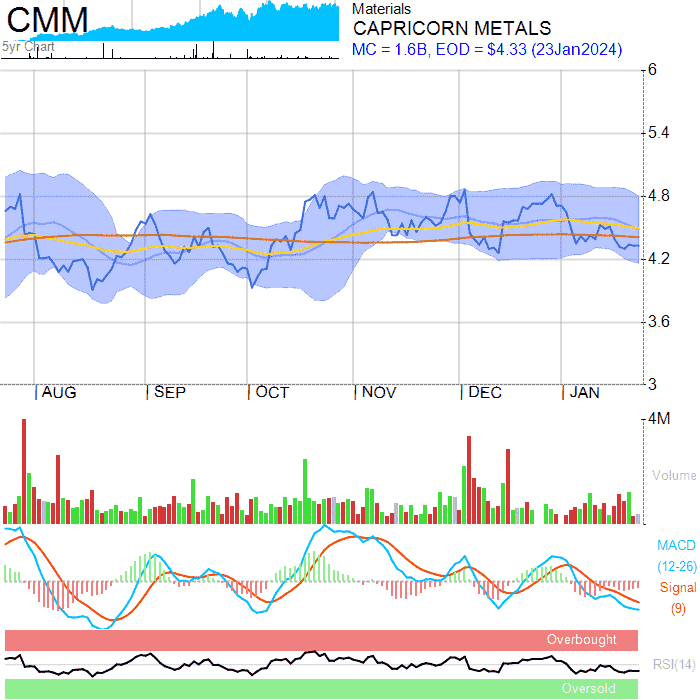 CMM
5yr Chart
Materials
CAPRICORN METALS
MC = 1.6B, EOD = $4.33 (23Jan2024)
6
5.4
4.8
4.2
3.6
3
AUG SEP OCT NOV DEC JAN
4M
Volume
MACD
(12-26)
Signal
(9)
Overbought
RSI(14)
Oversold